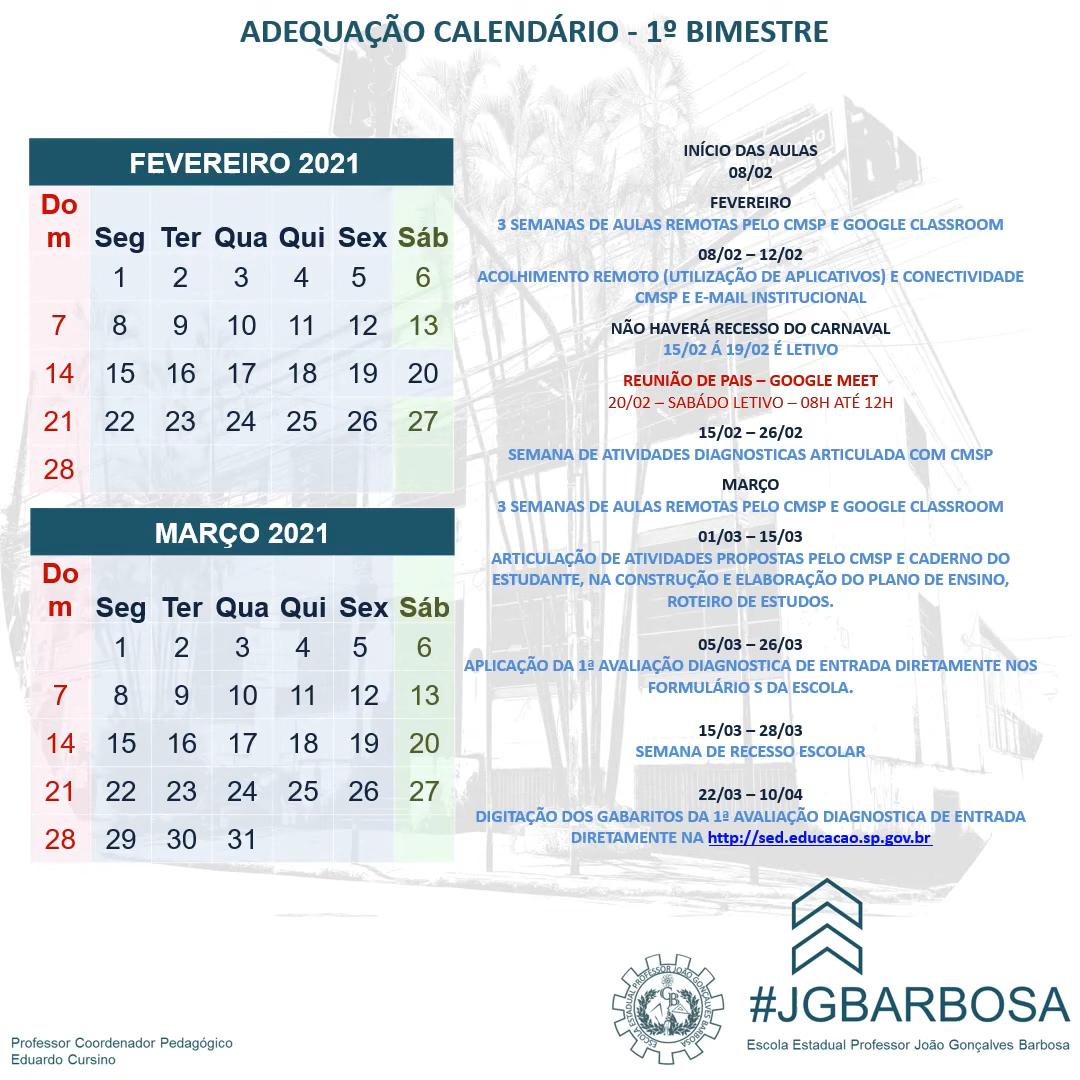 ADEQUAÇÃO CALENDÁRIO - 1º BIMESTRE
FEVEREIRO 2021
Do
m Seg Ter Qua Qui Sex Sáb
1 2 3 4 5 6
7 8 9 10 11 12 13
14 15 16 17 18 19 20
21 22 23 24 25 26 27
28
MARÇO 2021
Do
m Seg Ter Qua Qui Sex Sáb
1 2 3 4 5 6
7 8 9 10 11 12 13
14 15 16 17 18 19 20
21 22 23 24 25 26 27
28 29 30 31
INÍCIO DAS AULAS
08/02
FEVEREIRO
3 SEMANAS DE AULAS REMOTAS PELO CMSP E GOOGLE CLASSROOM
08/02 – 12/02
ACOLHIMENTO REMOTO (UTILIZAÇÃO DE APLICATIVOS) E CONECTIVIDADE
CMSP E E-MAIL INSTITUCIONAL
NÃO HAVERÁ RECESSO DO CARNAVAL
15/02 Á 19/02 É LETIVO
REUNIÃO DE PAIS – GOOGLE MEET
20/02 – SABÁDO LETIVO – 08H ATÉ 12H
15/02 – 26/02
SEMANA DE ATIVIDADES DIAGNOSTICAS ARTICULADA COM CMSP
MARÇO
3 SEMANAS DE AULAS REMOTAS PELO CMSP E GOOGLE CLASSROOM
01/03 – 15/03
ARTICULAÇÃO DE ATIVIDADES PROPOSTAS PELO CMSP E CADERNO DO
ESTUDANTE, NA CONSTRUÇÃO E ELABORAÇÃO DO PLANO DE ENSINO,
ROTEIRO DE ESTUDOS.
05/03 – 26/03
APLICAÇÃO DA 1ª AVALIAÇÃO DIAGNOSTICA DE ENTRADA DIRETAMENTE NOS
FORMULÁRIO S DA ESCOLA.
15/03 – 28/03
SEMANA DE RECESSO ESCOLAR
22/03 – 10/04
DIGITAÇÃO DOS GABARITOS DA 1ª AVALIAÇÃO DIAGNOSTICA DE ENTRADA
DIRETAMENTE NA http://sed.educacao.sp.gov.br
ESCOLA ESTADUAL PROFESSOR JOÃO GONÇALVES BARBOSA
#JGBARBOSA
Escola Estadual Professor João Gonçalves Barbosa
Professor Coordenador Pedagógico
Eduardo Cursino